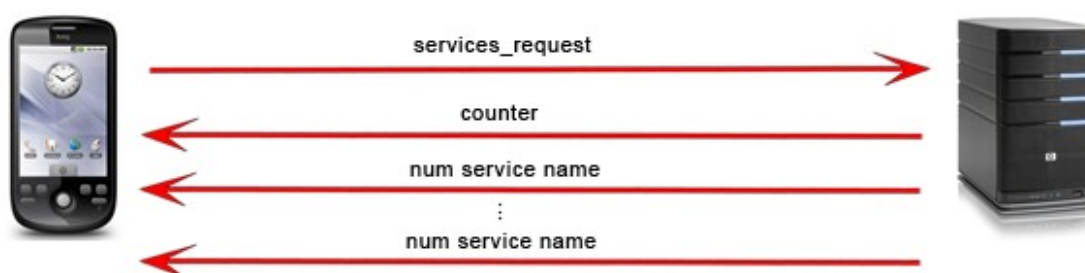 services_request
counter
num service name
⋮
num service name